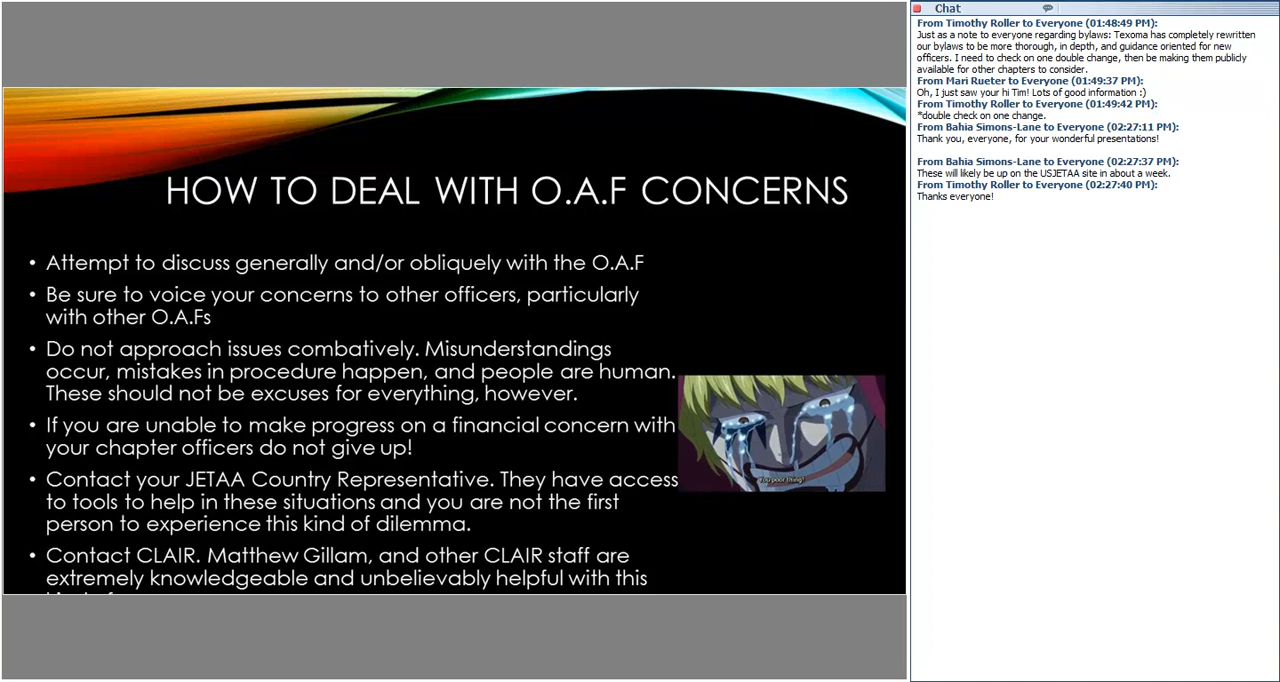 HOW TO DEAL WITH O.A.F CONCERNS
• Attempt to discuss generally and/or obliquely with the O.A.F
• Be sure to voice your concerns to other officers, particularly
with other O.A.Fs
• Do not approach issues combatively. Misunderstandings
occur, mistakes in procedure happen, and people are human.
These should not be excuses for everything, however.
• If you are unable to make progress on a financial concern with
your chapter officers do not give up!
• Contact your JETAA Country Representative. They have access
to tools to help in these situations and you are not the first
person to experience this kind of dilemma.
• Contact CLAIR. Matthew Gillam, and other CLAIR staff are
extremely knowledgeable and unbelievably helpful with this
You poor thing!
Chat
From Timothy Roller to Everyone (01:48:49 PM):
Just as a note to everyone regarding bylaws: Texoma has completely rewritten
our bylaws to be more thorough, in depth, and guidance oriented for new
officers. I need to check on one double change, then be making them publicly
available for other chapters to consider.
From Mari Rueter to Everyone (01:49:37 PM):
Oh, I just saw your hi Tim! Lots of good information :)
From Timothy Roller to Everyone (01:49:42 PM):
*double check on one change.
From Bahia Simons-Lane to Everyone (02:27:11 PM):
Thank you, everyone, for your wonderful presentations!
From Bahia Simons-Lane to Everyone (02:27:37 PM):
These will likely be up on the USJETAA site in about a week.
From Timothy Roller to Everyone (02:27:40 PM):
Thanks everyone!